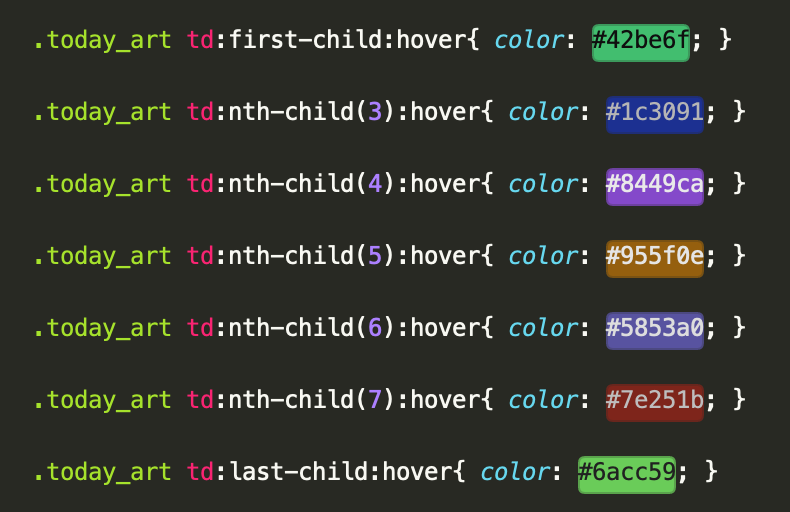 .today_art td:first-child:hover{ color: #42be6f; }
.today_art td:nth-child(3):hover{ color: #1c3091; }
.today_art td:nth-child(4):hover{ color: #8449ca; }
.today_art td:nth-child(5):hover{ color: #955f0e; }
.today_art td:nth-child(6):hover{ color: #5853a0; }
.today_art td:nth-child(7):hover{ color: #7e251b; }
.today_art td:last-child:hover{ color: #6acc59; }